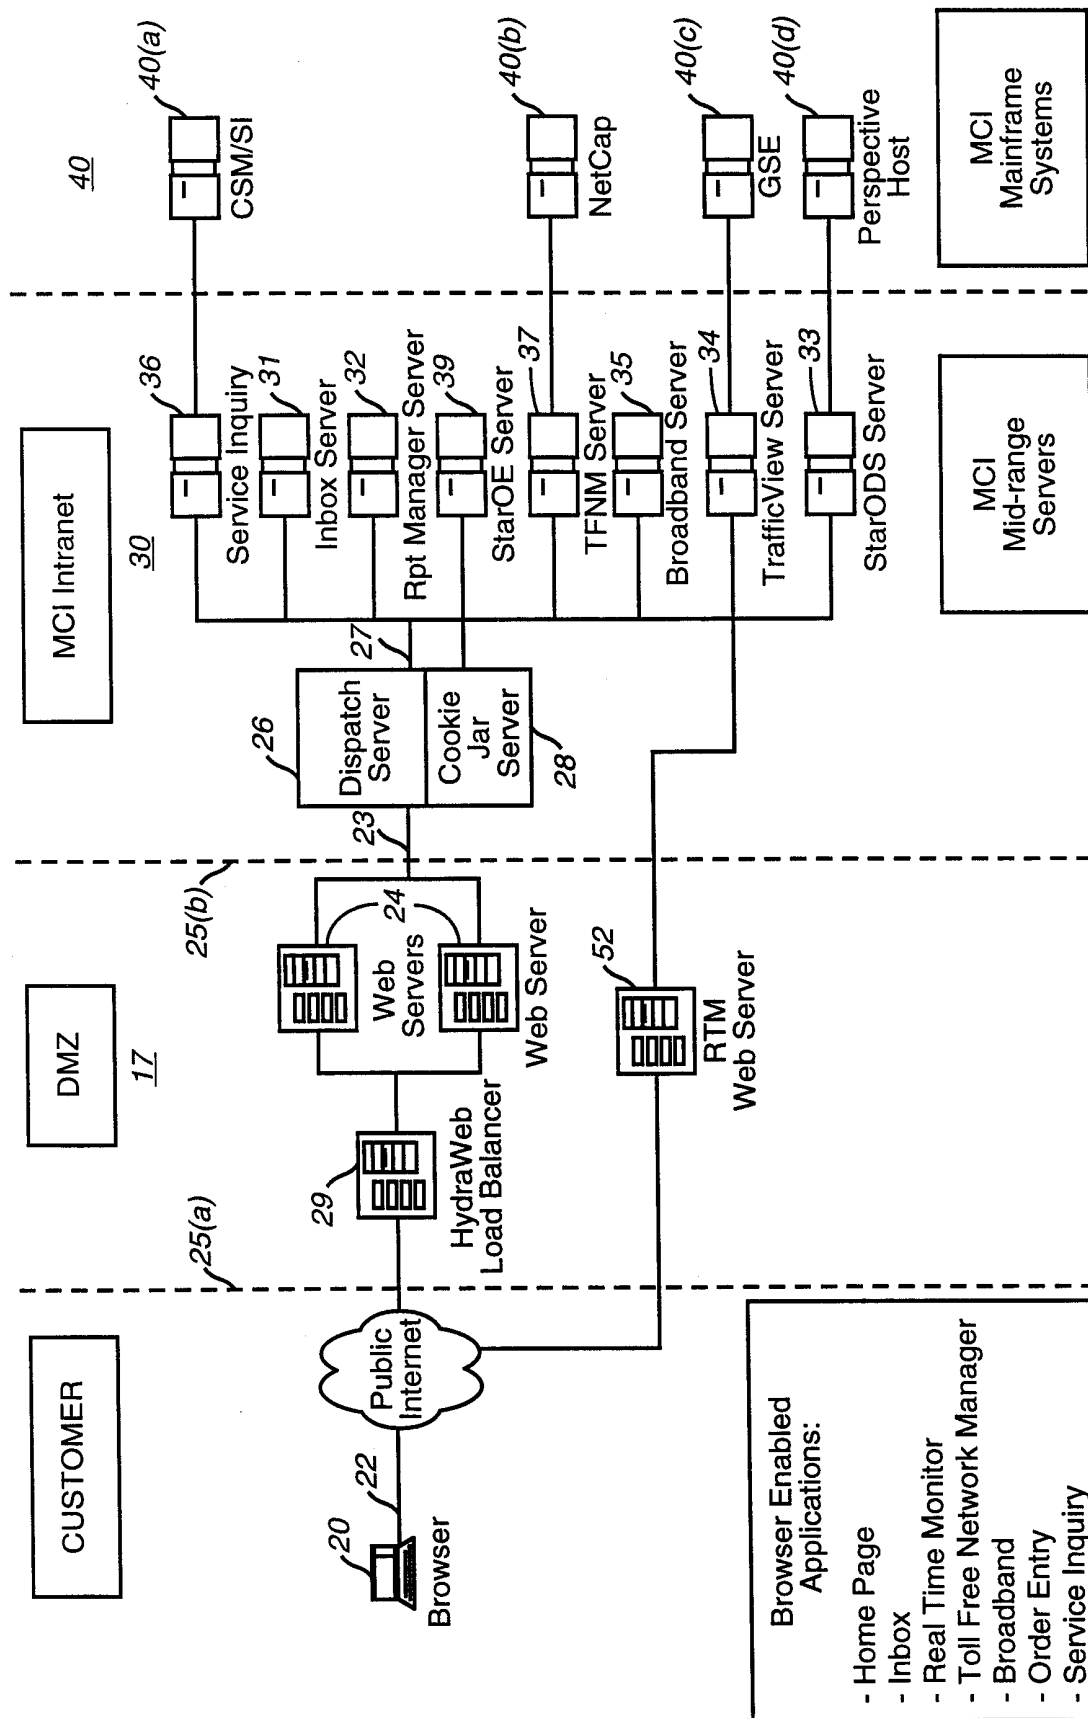 CUSTOMER
DMZ
17
MCI Intranet
30
40
25(a)
25(b)
20
22
Browser
Public
Internet
29
HydraWeb
Load Balancer
24
Web
Servers
Web Server
52
RTM
Web Server
23
26
Dispatch
Server
Cookie
Jar
Server
28
27
36
Service Inquiry
31
Inbox Server
32
Rpt Manager Server
39
StarOE Server
37
TFNM Server
35
Broadband Server
34
TrafficView Server
33
StarODS Server
40(a)
CSM/SI
40(b)
NetCap
40(c)
GSE
40(d)
Perspective
Host
Browser Enabled
Applications:
- Home Page
- Inbox
- Real Time Monitor
- Toll Free Network Manager
- Broadband
- Order Entry
- Service Inquiry
MCI
Mid-range
Servers
MCI
Mainframe
Systems